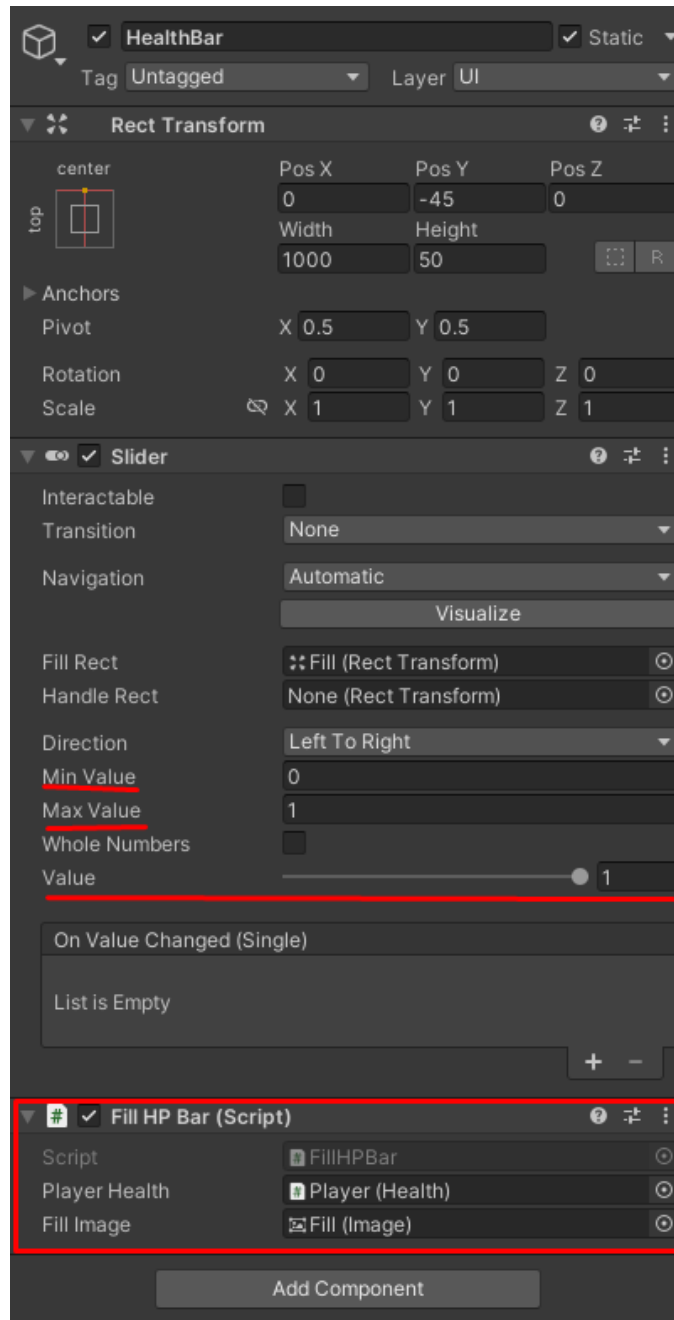 HealthBar Static
Tag Untagged Layer UI
Rect Transform
center Pos X Pos Y Pos Z
top 0 -45 0
Width Height
1000 50 R
Anchors
Pivot X 0.5 Y 0.5
Rotation X 0 Y 0 Z 0
Scale X 1 Y 1 Z 1
Slider
Interactable
Transition None
Navigation Automatic
Visualize
Fill Rect Fill (Rect Transform)
Handle Rect None (Rect Transform)
Direction Left To Right
Min Value 0
Max Value 1
Whole Numbers
Value 1
On Value Changed (Single)
List is Empty
+ −
# Fill HP Bar (Script)
Script FillHPBar
Player Health Player (Health)
Fill Image Fill (Image)
Add Component